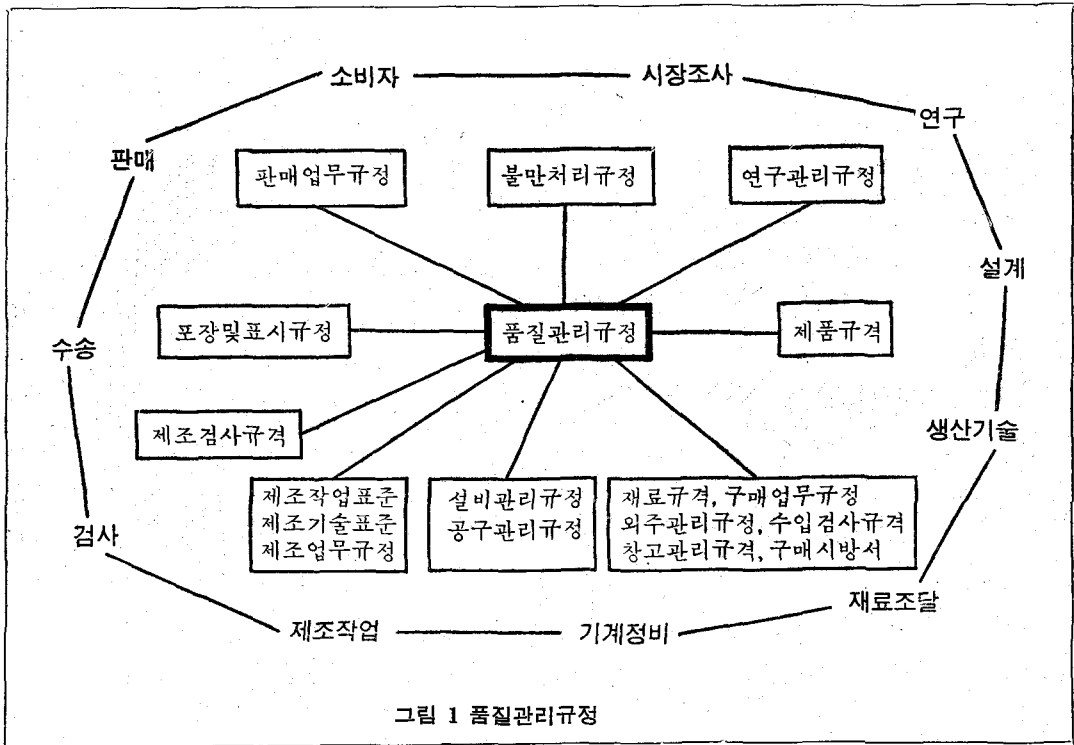 소비자
시장조사
연구
판매
판매업무규정
불만처리규정
연구관리규정
설계
포장및표시규정
품질관리규정
제품규격
수송
제조검사규격
생산기술
제조작업표준
제조기술표준
제조업무규정
설비관리규정
공구관리규정
재료규격, 구매업무규정
외주관리규정, 수입검사규격
창고관리규격, 구매시방서
검사
재료조달
제조작업
기계정비
그림 1 품질관리규정